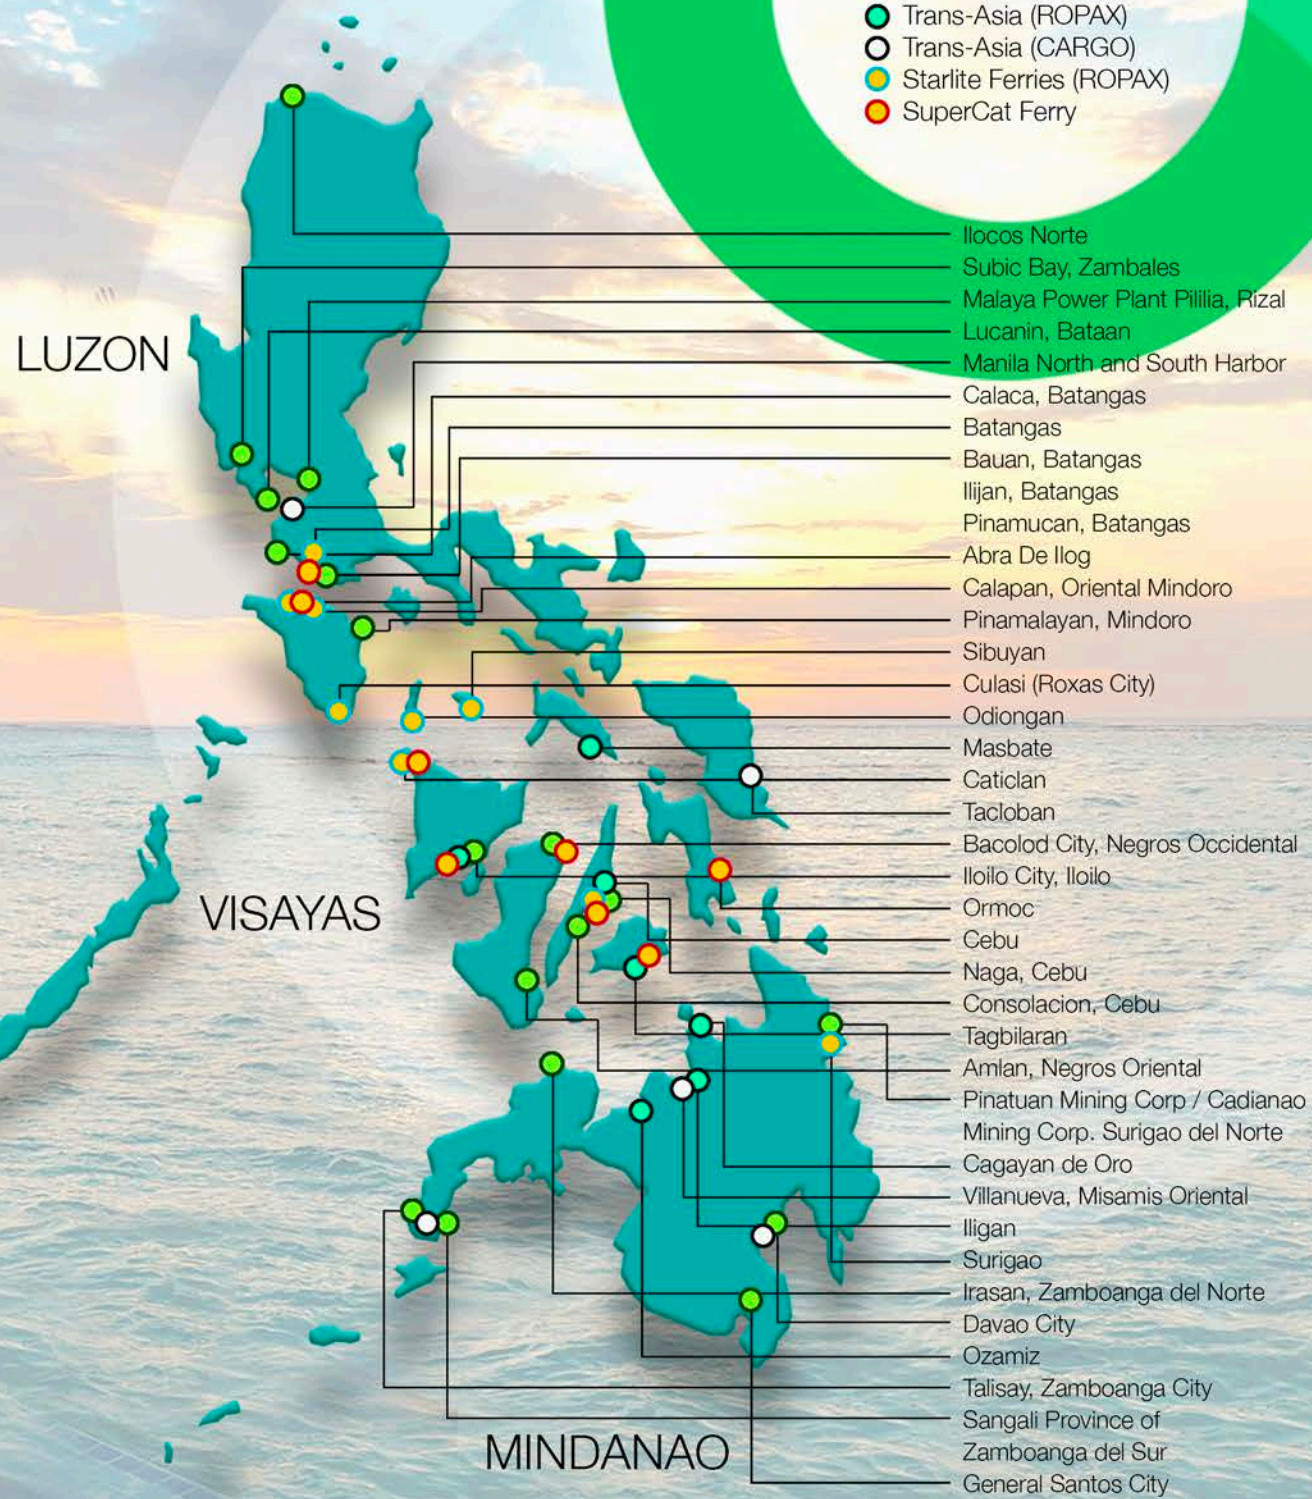 Trans-Asia (ROPAX)
Trans-Asia (CARGO)
Starlite Ferries (ROPAX)
SuperCat Ferry
Ilocos Norte
Subic Bay, Zambales
Malaya Power Plant Pililia, Rizal
Lucanin, Bataan
LUZON
Manila North and South Harbor
Calaca, Batangas
Batangas
Bauan, Batangas
Ilijan, Batangas
Pinamucan, Batangas
Abra De Ilog
Calapan, Oriental Mindoro
Pinamalayan, Mindoro
Sibuyan
Culasi (Roxas City)
Odiongan
Masbate
Caticlan
Tacloban
Bacolod City, Negros Occidental
Iloilo City, Iloilo
VISAYAS
Ormoc
Cebu
Naga, Cebu
Consolacion, Cebu
Tagbilaran
Amlan, Negros Oriental
Pinatuan Mining Corp / Cadianao
Mining Corp. Surigao del Norte
Cagayan de Oro
Villanueva, Misamis Oriental
Iligan
Surigao
Irasan, Zamboanga del Norte
Davao City
Ozamiz
Talisay, Zamboanga City
Sangali Province of
Zamboanga del Sur
MINDANAO
General Santos City